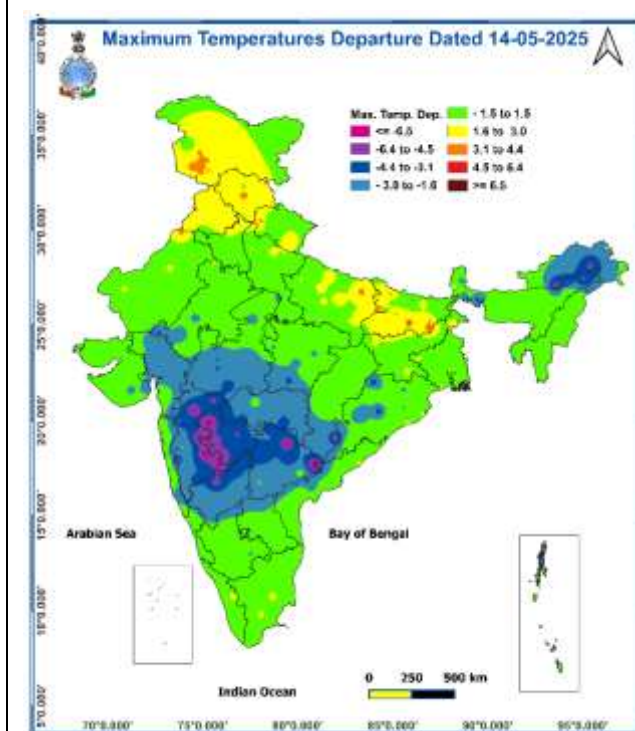 Maximum Temperatures Departure Dated 14-05-2025
Max. Temp. Dep.
<= -6.5
-6.4 to -4.5
-4.4 to -3.1
- 3.0 to -1.6
- 1.5 to 1.5
1.6 to 3.0
3.1 to 4.4
4.5 to 6.4
>= 6.5
40°0.000'
35°0.000'
30°0.000'
25°0.000'
20°0.000'
15°0.000'
10°0.000'
5°0.000'
Arabian Sea
Bay of Bengal
Indian Ocean
0 250 500 km
70°0.000' 75°0.000' 80°0.000' 85°0.000' 90°0.000' 95°0.000'